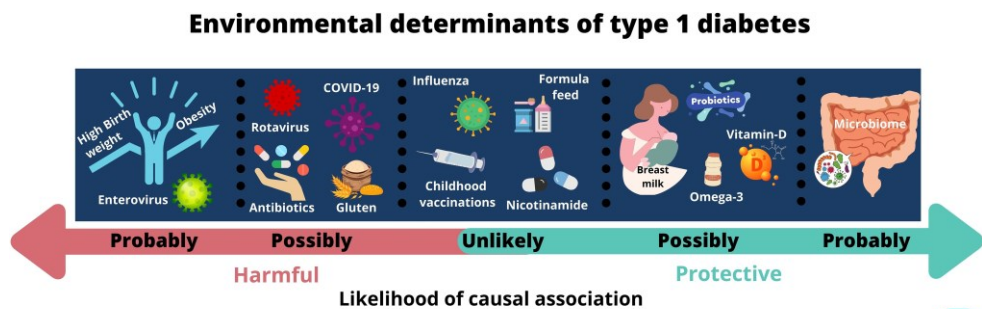 Environmental determinants of type 1 diabetes
High Birth
weight
Obesity
Enterovirus
Rotavirus
COVID-19
Antibiotics
Gluten
Influenza
Formula
feed
Childhood
vaccinations
Nicotinamide
Probiotics
Breast
milk
Vitamin-D
D
Omega-3
Microbiome
Probably
Possibly
Unlikely
Possibly
Probably
Harmful
Protective
Likelihood of causal association